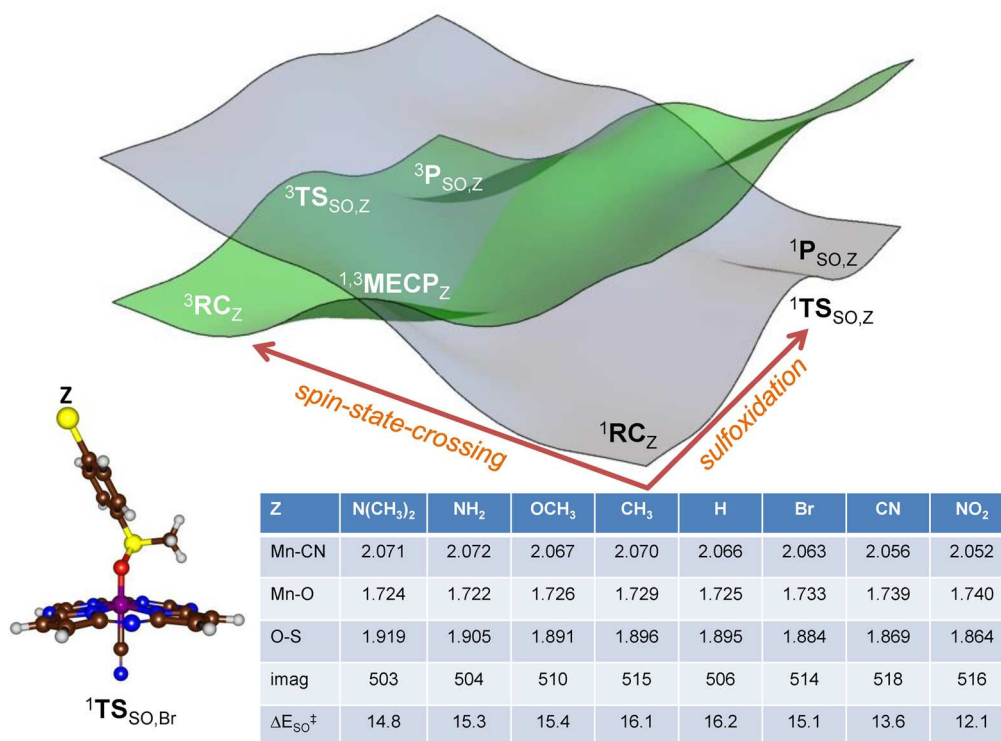 ³TS_SO,Z
³P_SO,Z
¹P_SO,Z
³RC_Z
¹,³MECP_Z
¹TS_SO,Z
spin-state-crossing
sulfoxidation
¹RC_Z
Z
¹TS_SO,Br
Z N(CH₃)₂ NH₂ OCH₃ CH₃ H Br CN NO₂
Mn-CN 2.071 2.072 2.067 2.070 2.066 2.063 2.056 2.052
Mn-O 1.724 1.722 1.726 1.729 1.725 1.733 1.739 1.740
O-S 1.919 1.905 1.891 1.896 1.895 1.884 1.869 1.864
imag 503 504 510 515 506 514 518 516
ΔE_SO‡ 14.8 15.3 15.4 16.1 16.2 15.1 13.6 12.1